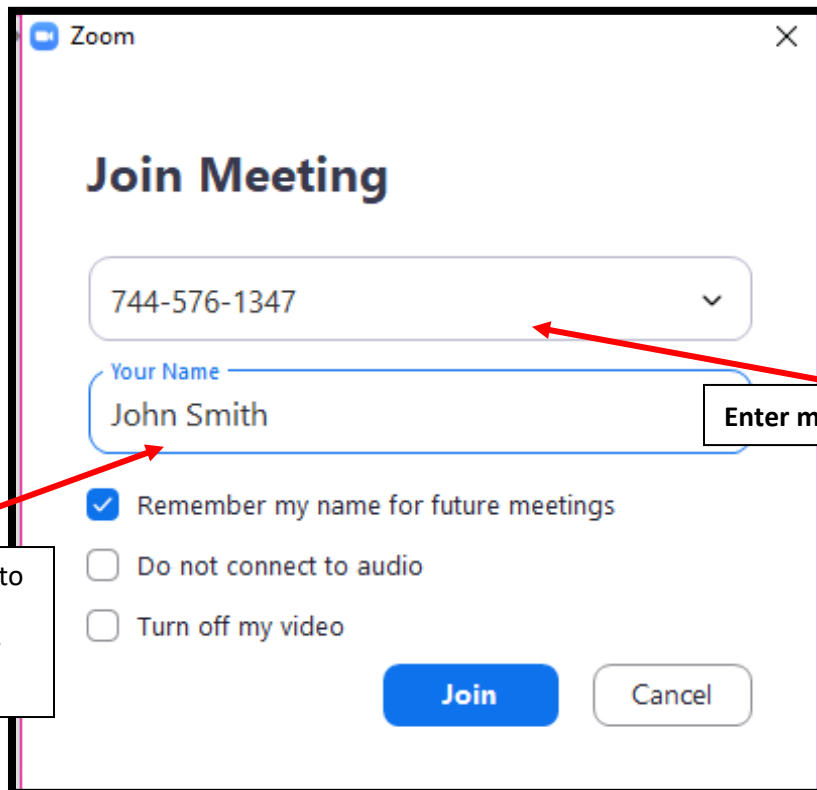 Zoom
Join Meeting
744-576-1347
Your Name
John Smith
Enter m
Remember my name for future meetings
to
Do not connect to audio
Turn off my video
Join
Cancel